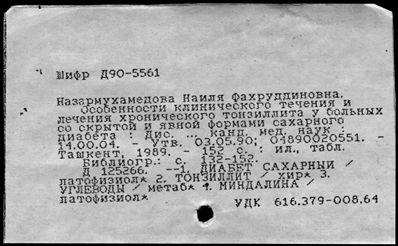 Шифр Д90-5561
Назармухамедова Наиля Фахруддиновна.
Особенности клинического течения и
лечения хронического тонзиллита у больных
со скрытой и явной формами сахарного
диабета : Дис. ... канд. мед. наук :
14.00.04. - Утв. 03.05.90; 04890020551. -
Ташкент, 1989. - 152 с. : ил., табл.
Библиогр.: с. 132-152.
Д 125266. --1. ДИАБЕТ САХАРНЫЙ /
патофизиол* 2. ТОНЗИЛЛИТ / хир* 3.
УГЛЕВОДЫ / метаб* 4. МИНДАЛИНА /
патофизиол*
УДК 616.379-008.64